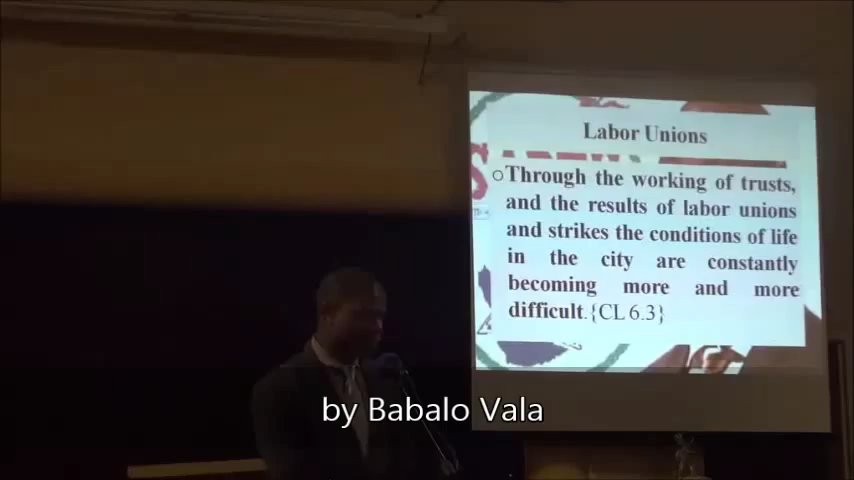 Labor Unions
○Through the working of trusts,
and the results of labor unions
and strikes the conditions of life
in the city are constantly
becoming more and more
difficult.{CL 6.3}
by Babalo Vala